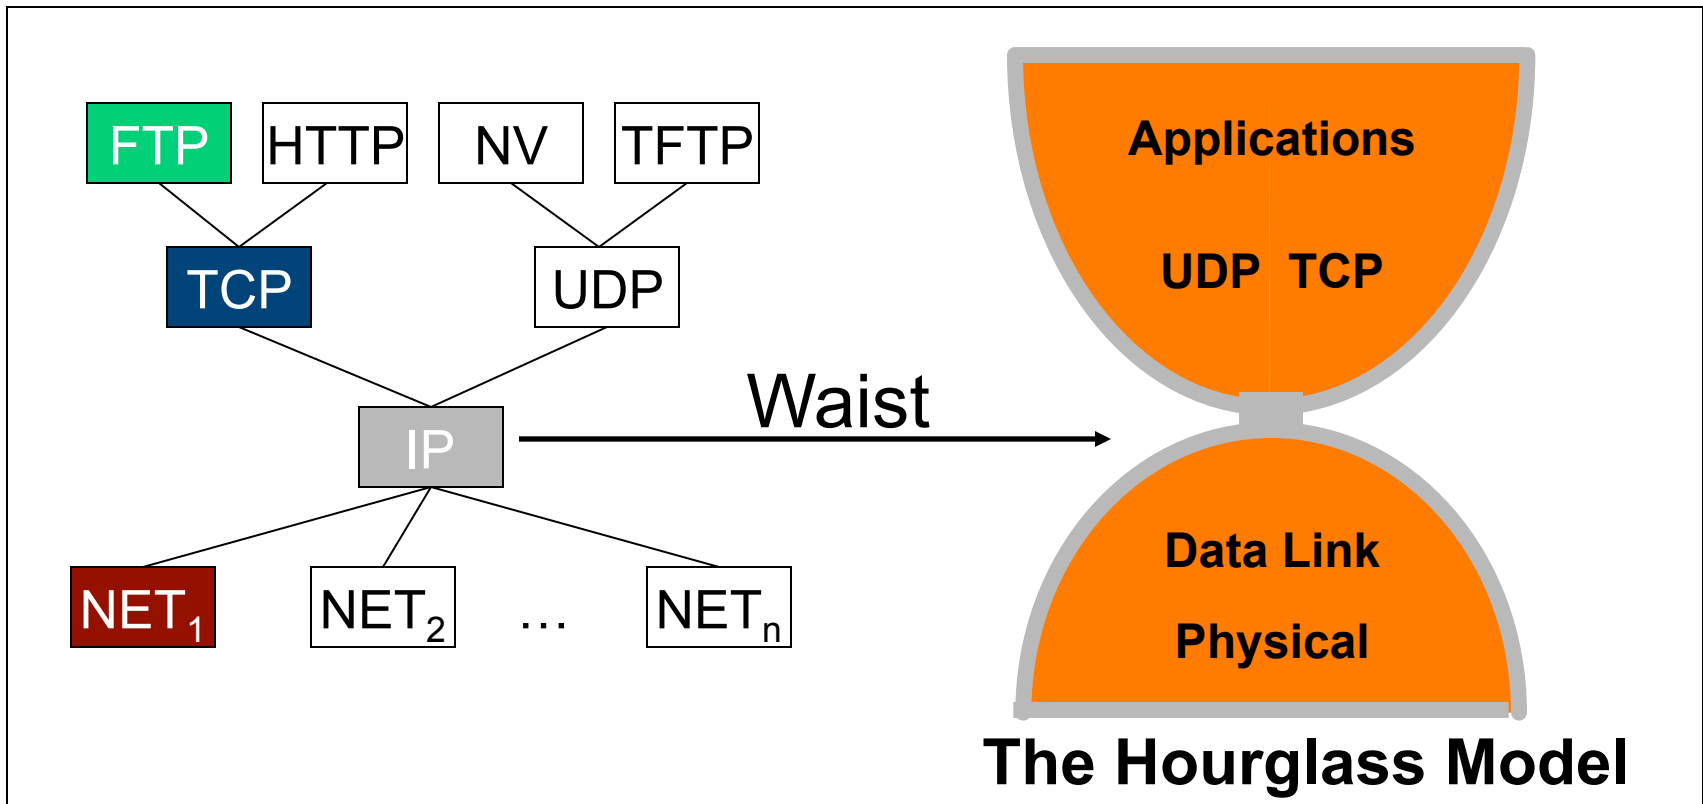 FTP HTTP NV TFTP
TCP UDP
IP
Waist
NET1 NET2 … NETn
Applications
UDP TCP
Data Link
Physical
The Hourglass Model